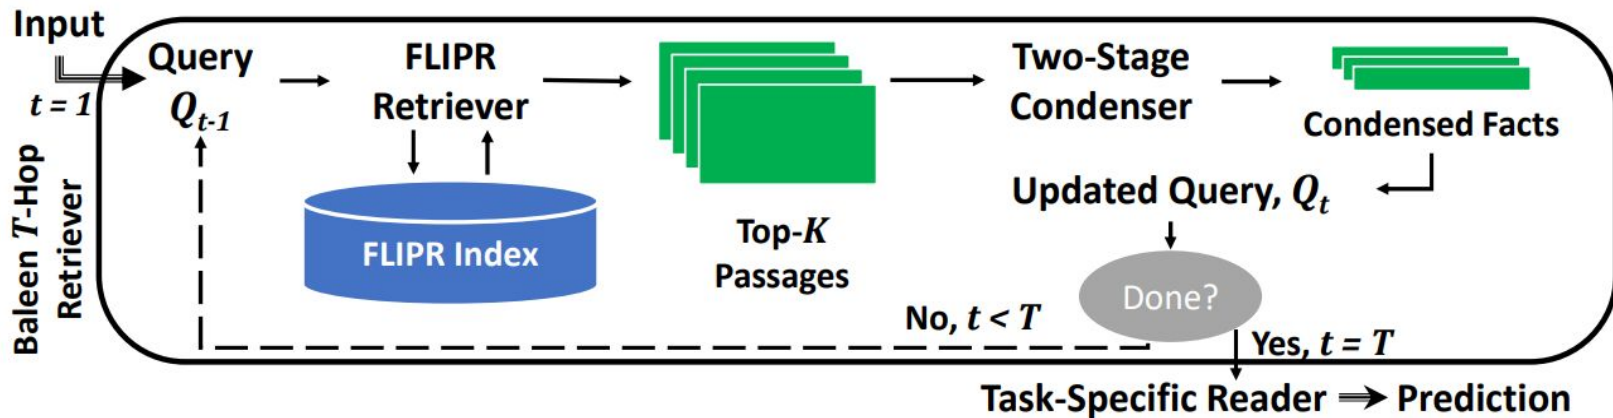 Input
t = 1
Baleen T-Hop
Retriever
Query
Q_{t-1}
FLIPR
Retriever
FLIPR Index
Top-K
Passages
Two-Stage
Condenser
Condensed Facts
Updated Query, Q_t
Done?
No, t < T
Yes, t = T
Task-Specific Reader ⇒ Prediction